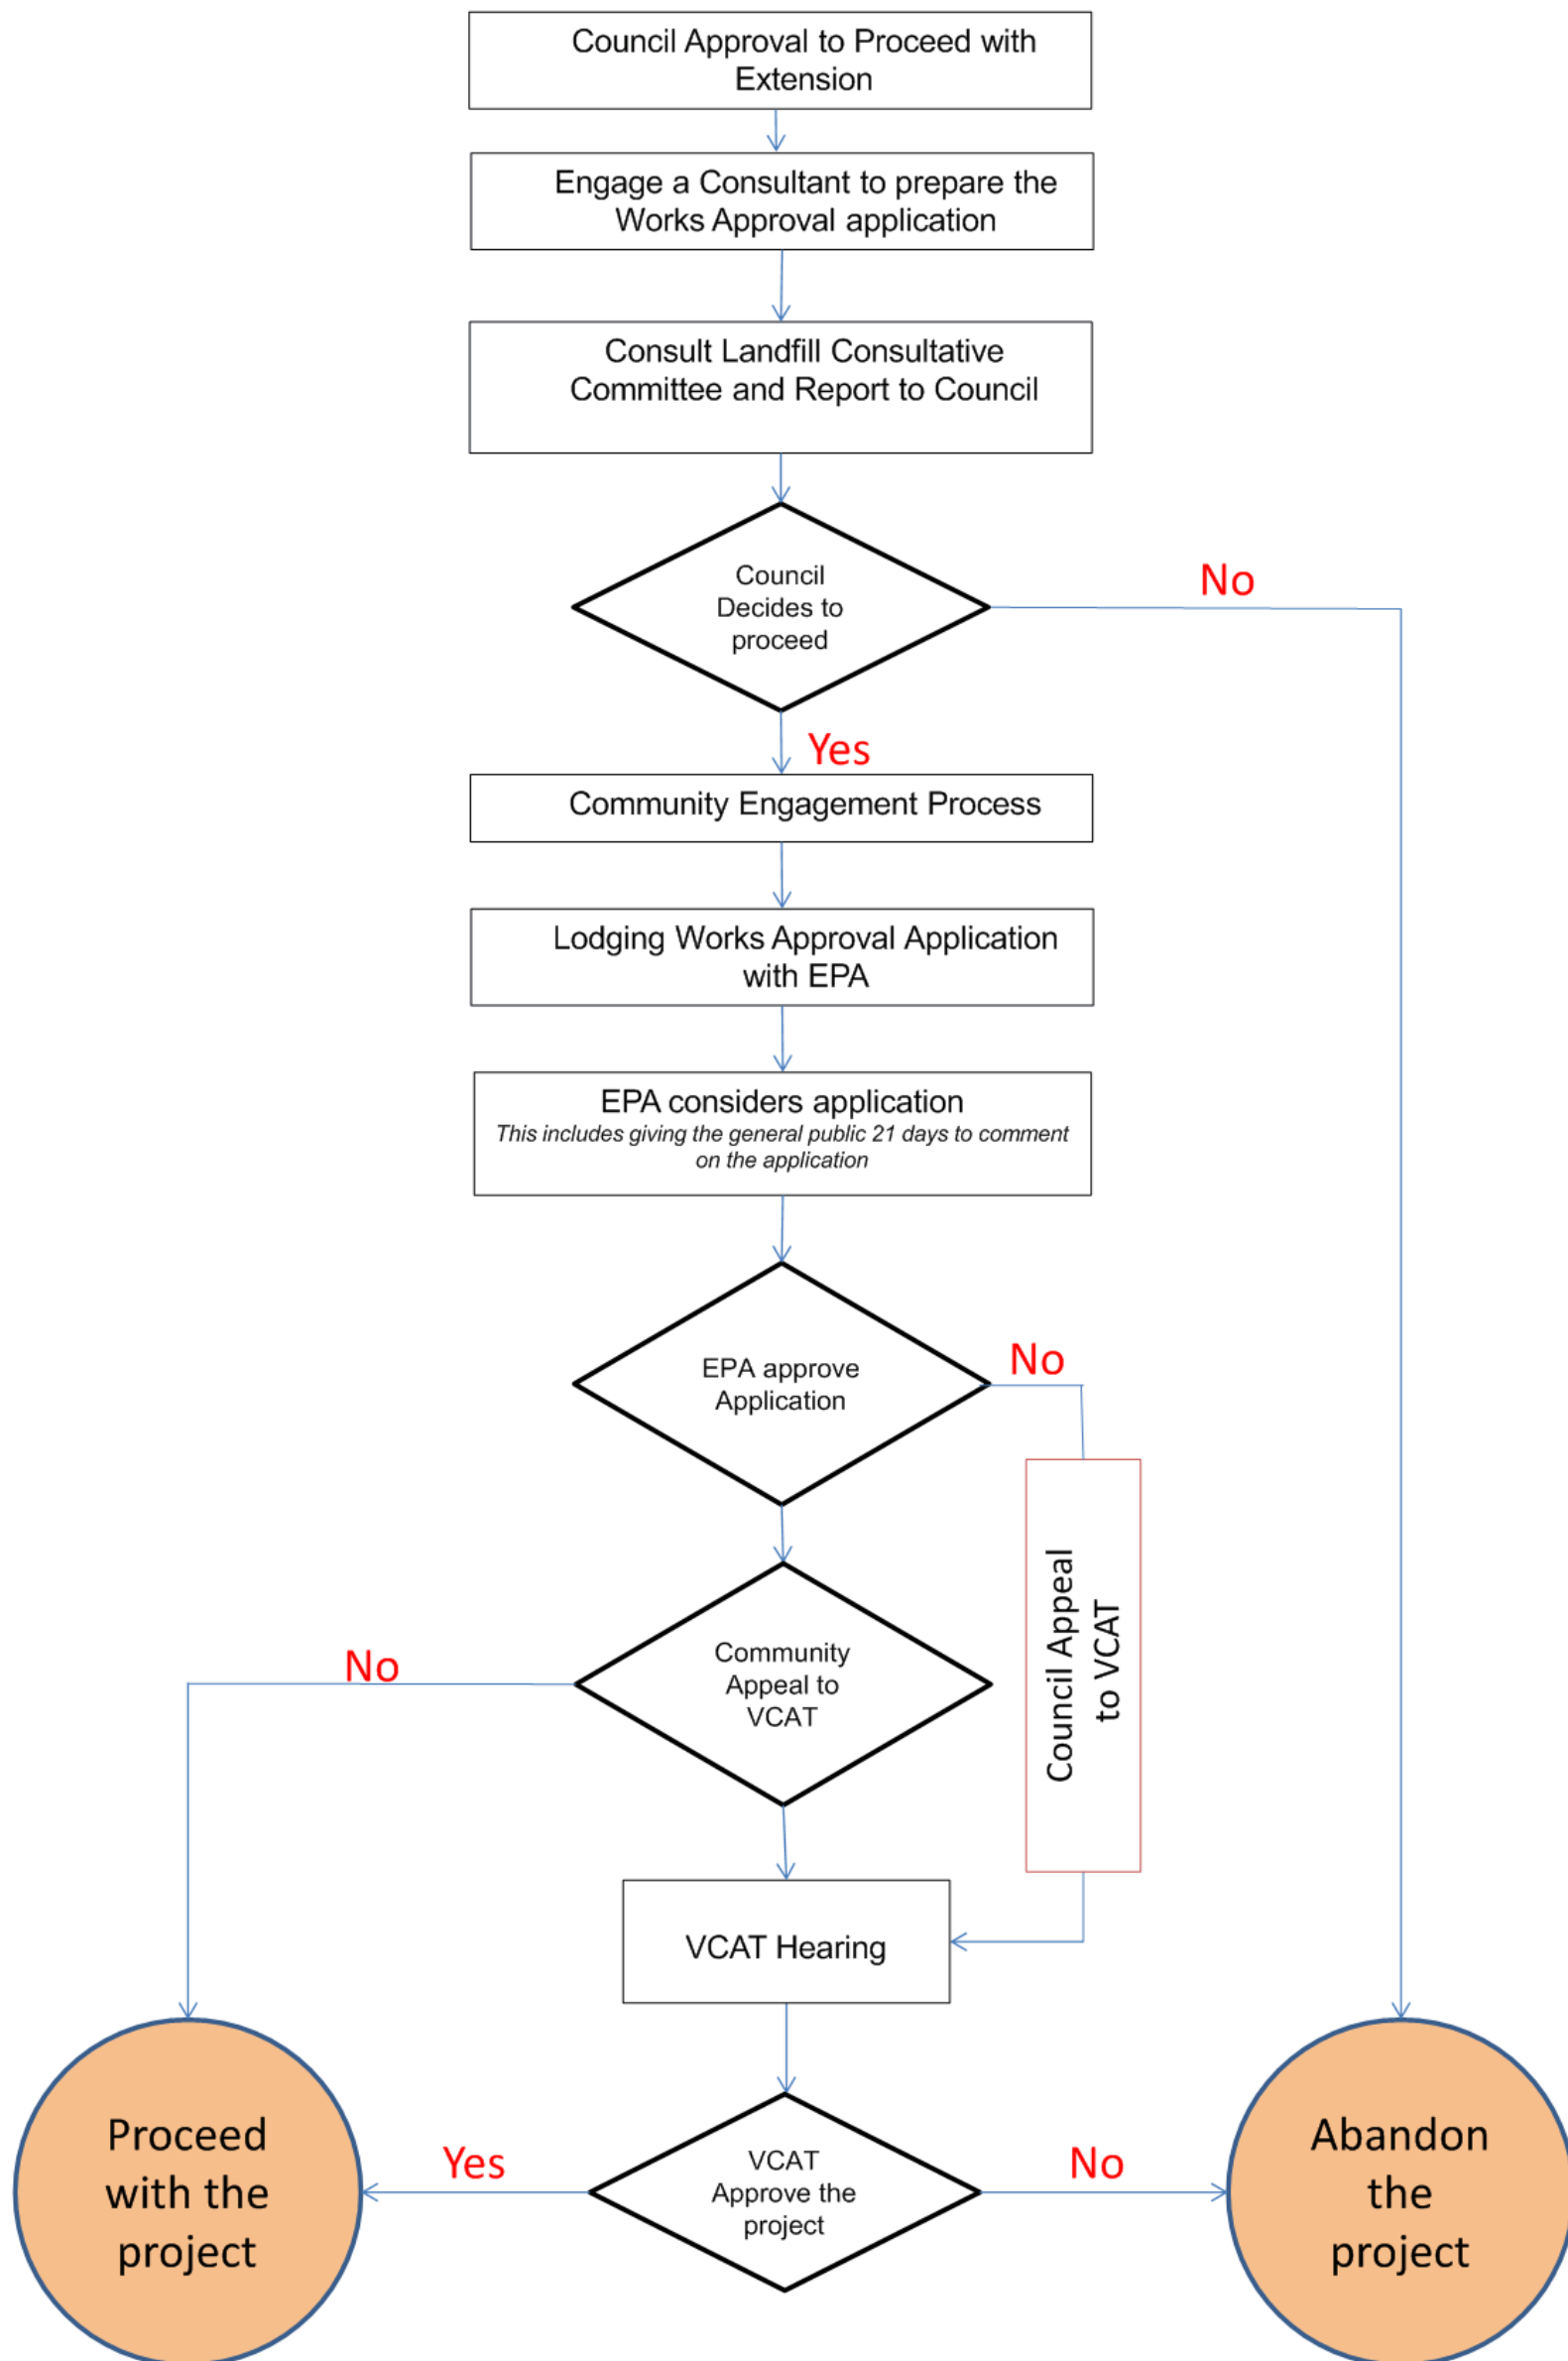 Council Approval to Proceed with
Extension
Engage a Consultant to prepare the
Works Approval application
Consult Landfill Consultative
Committee and Report to Council
Council
Decides to
proceed
No
Yes
Community Engagement Process
Lodging Works Approval Application
with EPA
EPA considers application
This includes giving the general public 21 days to comment
on the application
EPA approve
Application
No
Council Appeal
to VCAT
Community
Appeal to
VCAT
No
VCAT Hearing
VCAT
Approve the
project
Yes
No
Proceed
with the
project
Abandon
the
project